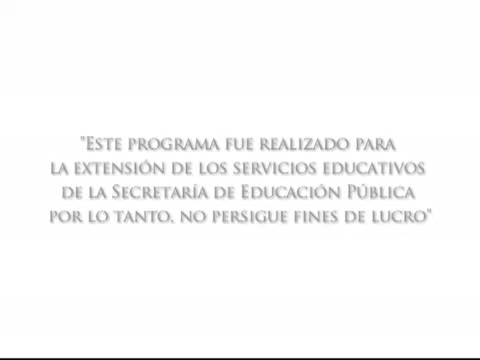 "Este programa fue realizado para
la extensión de los servicios educativos
de la Secretaría de Educación Pública
por lo tanto, no persigue fines de lucro"